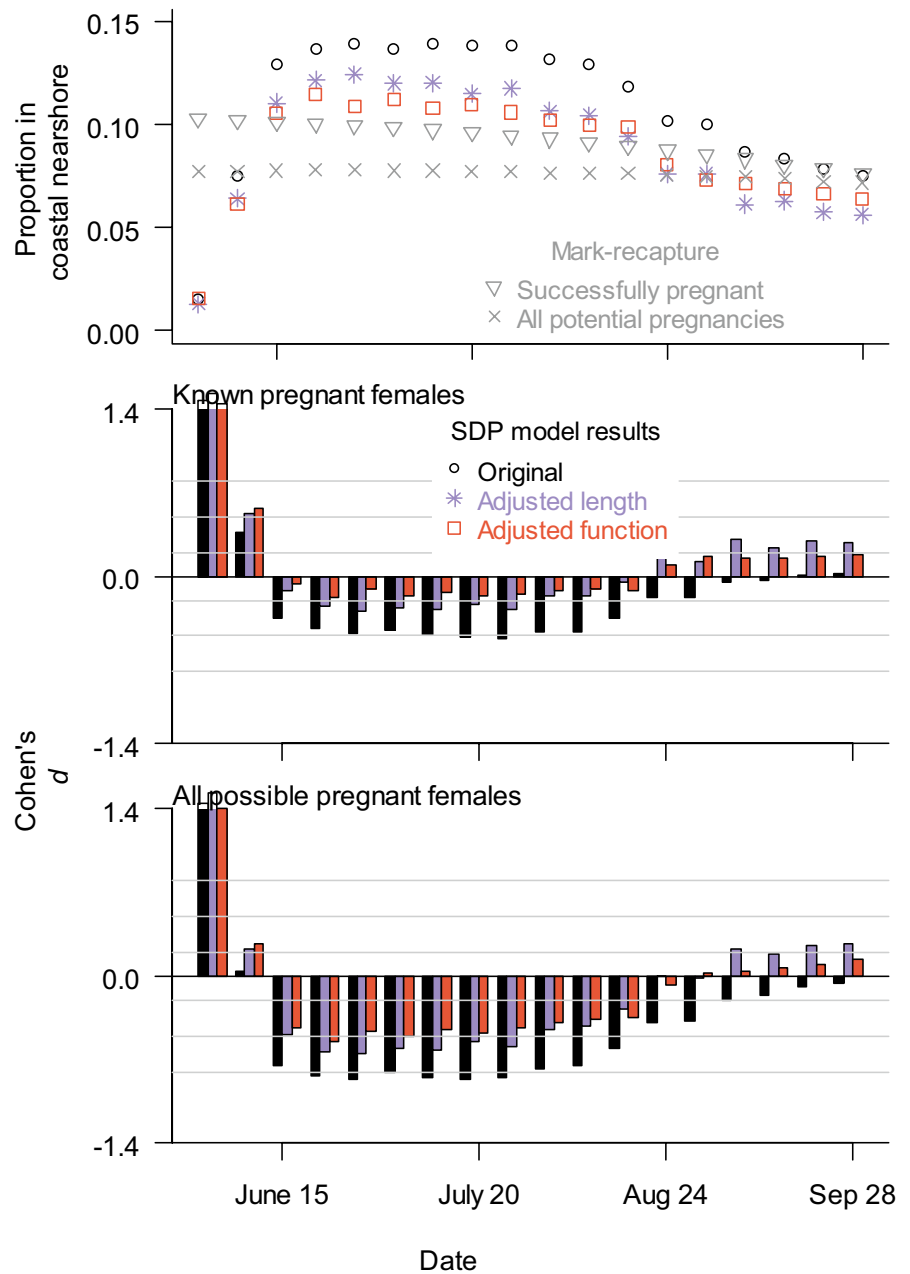 0.15
0.10
0.05
0.00
Proportion in
coastal nearshore
Mark-recapture
Successfully pregnant
All potential pregnancies
Known pregnant females
1.4
0.0
-1.4
SDP model results
Original
Adjusted length
Adjusted function
Cohen's
d
All possible pregnant females
1.4
0.0
-1.4
June 15
July 20
Aug 24
Sep 28
Date